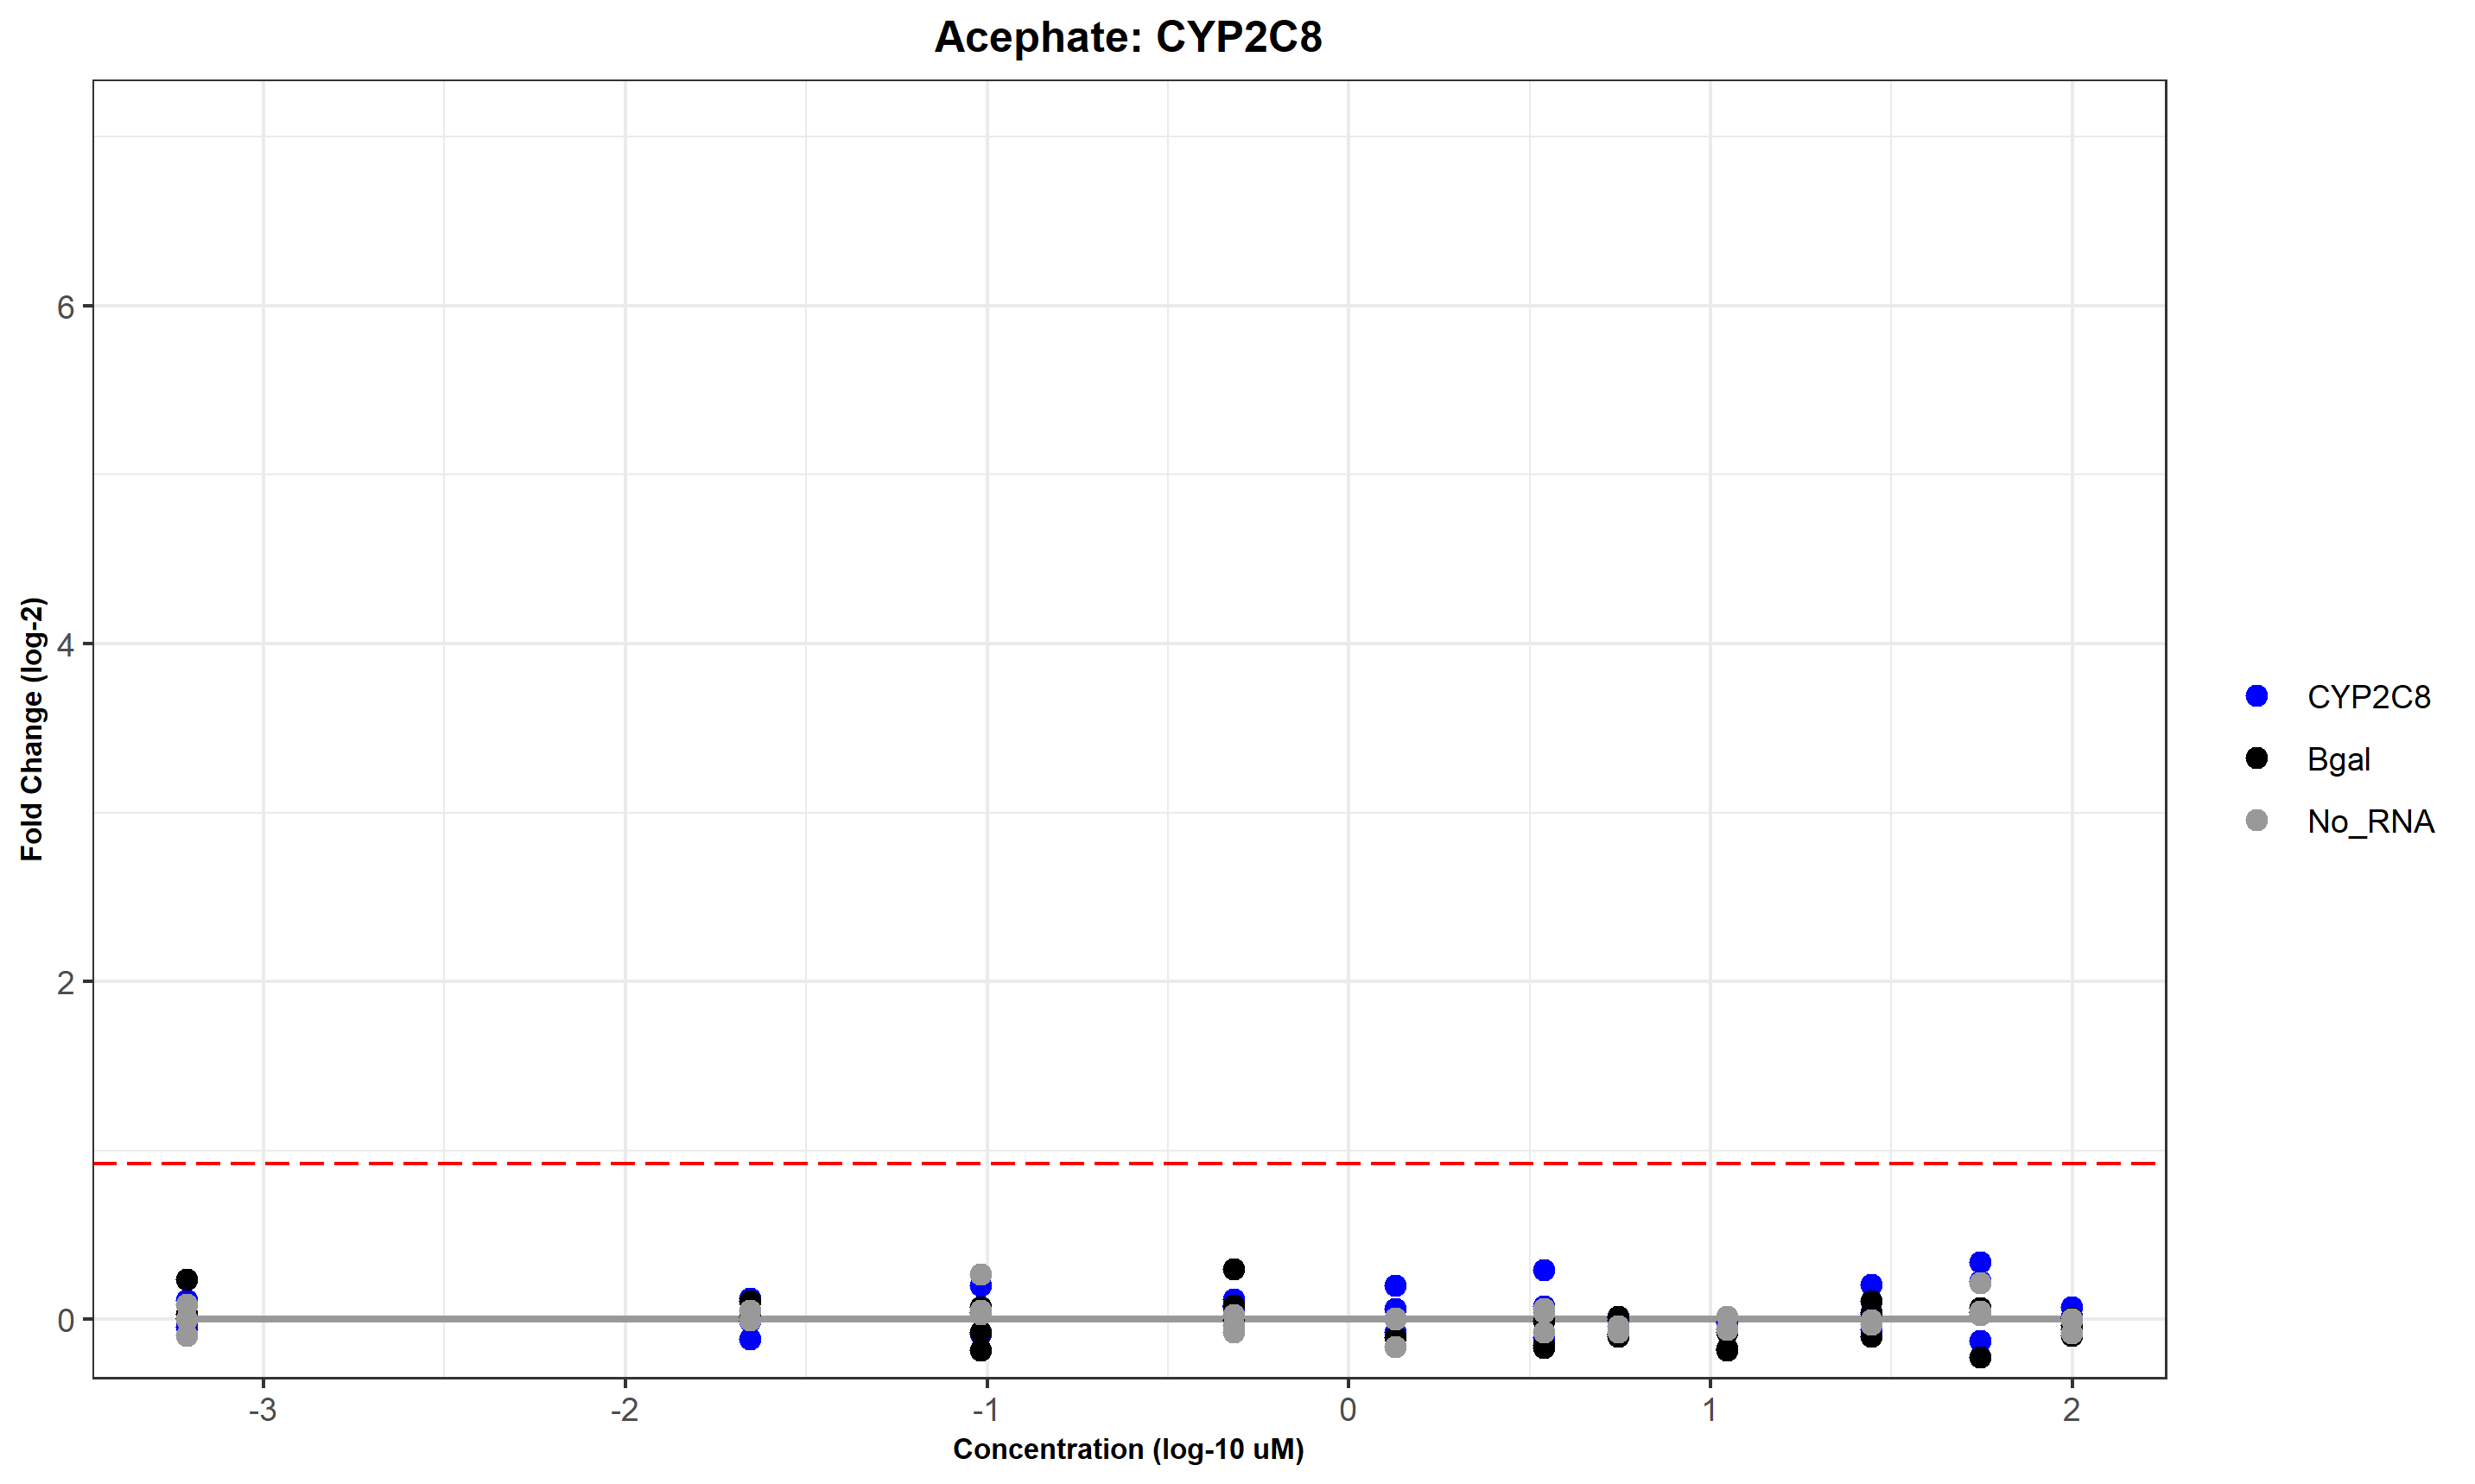 Acephate: CYP2C8
Fold Change (log-2)
6
4
2
0
-3
-2
-1
0
1
2
Concentration (log-10 uM)
CYP2C8
Bgal
No_RNA